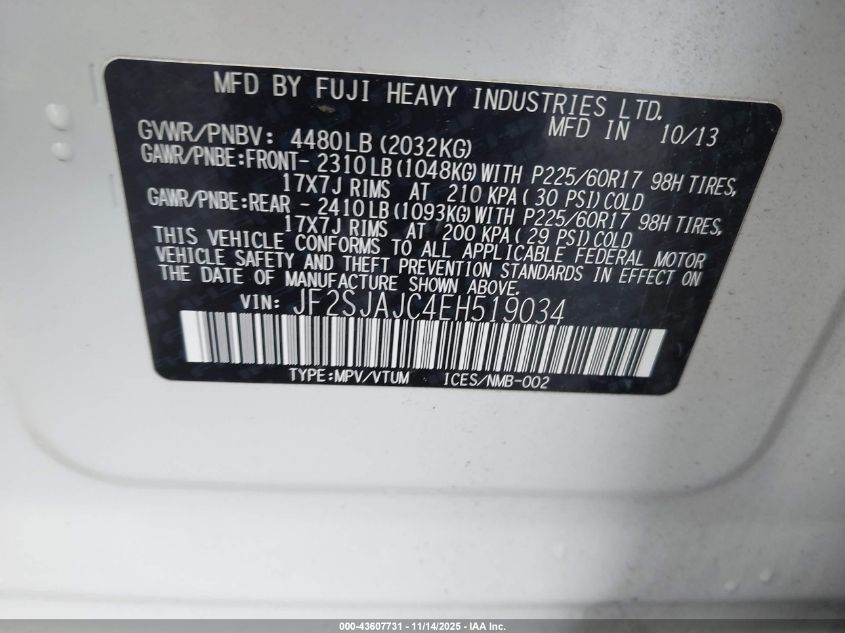 MFD BY FUJI HEAVY INDUSTRIES LTD.
MFD IN 10/13
GVWR/PNBV: 4480LB (2032KG)
GAWR/PNBE:FRONT- 2310LB (1048KG) WITH P225/60R17 98H TIRES,
17X7J RIMS AT 210 KPA ( 30 PSI) COLD
GAWR/PNBE:REAR - 2410LB (1093KG) WITH P225/60R17 98H TIRES,
17X7J RIMS AT 200 KPA ( 29 PSI) COLD
THIS VEHICLE CONFORMS TO ALL APPLICABLE FEDERAL MOTOR
VEHICLE SAFETY AND THEFT PREVENTION STANDARDS IN EFFECT ON
THE DATE OF MANUFACTURE SHOWN ABOVE.
VIN: JF2SJAJC4EH519034
TYPE:MPV/VTUM ICES/NMB-002
000-43607731 - 11/14/2025 - IAA Inc.